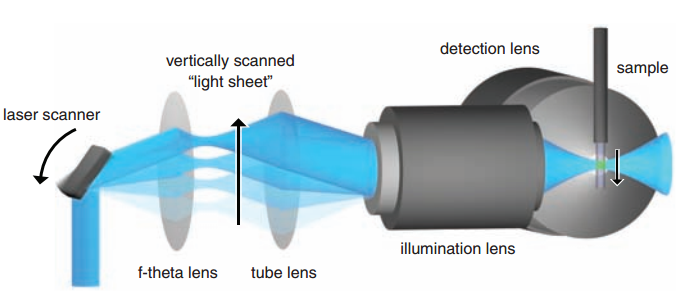 vertically scanned
“light sheet”
detection lens
sample
laser scanner
f-theta lens
tube lens
illumination lens